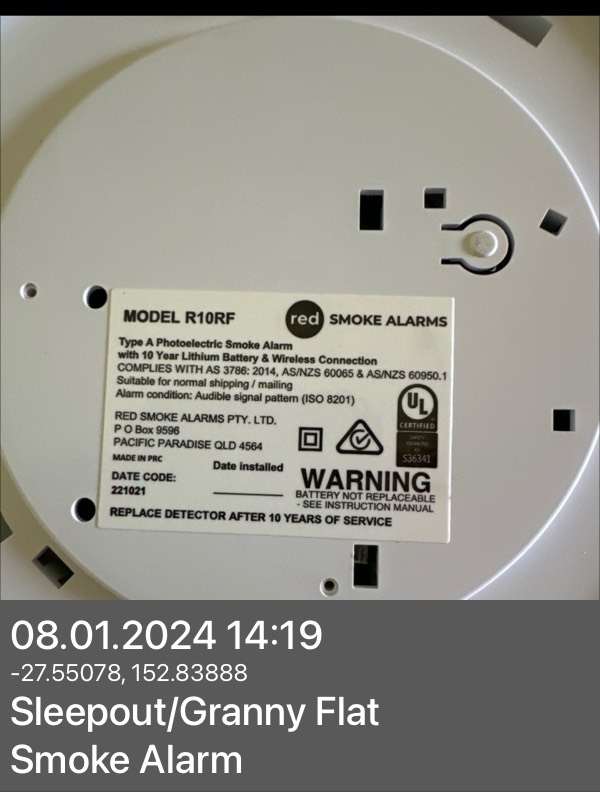 MODEL R10RF
red SMOKE ALARMS
Type A Photoelectric Smoke Alarm
with 10 Year Lithium Battery & Wireless Connection
COMPLIES WITH AS 3786: 2014, AS/NZS 60065 & AS/NZS 60950.1
Suitable for normal shipping / mailing
Alarm condition: Audible signal pattern (ISO 8201)
UL
CERTIFIED
S36341
RED SMOKE ALARMS PTY. LTD.
P O Box 9596
PACIFIC PARADISE QLD 4564
MADE IN PRC
Date installed
DATE CODE:
221021
WARNING
BATTERY NOT REPLACEABLE
- SEE INSTRUCTION MANUAL
REPLACE DETECTOR AFTER 10 YEARS OF SERVICE
08.01.2024 14:19
-27.55078, 152.83888
Sleepout/Granny Flat
Smoke Alarm